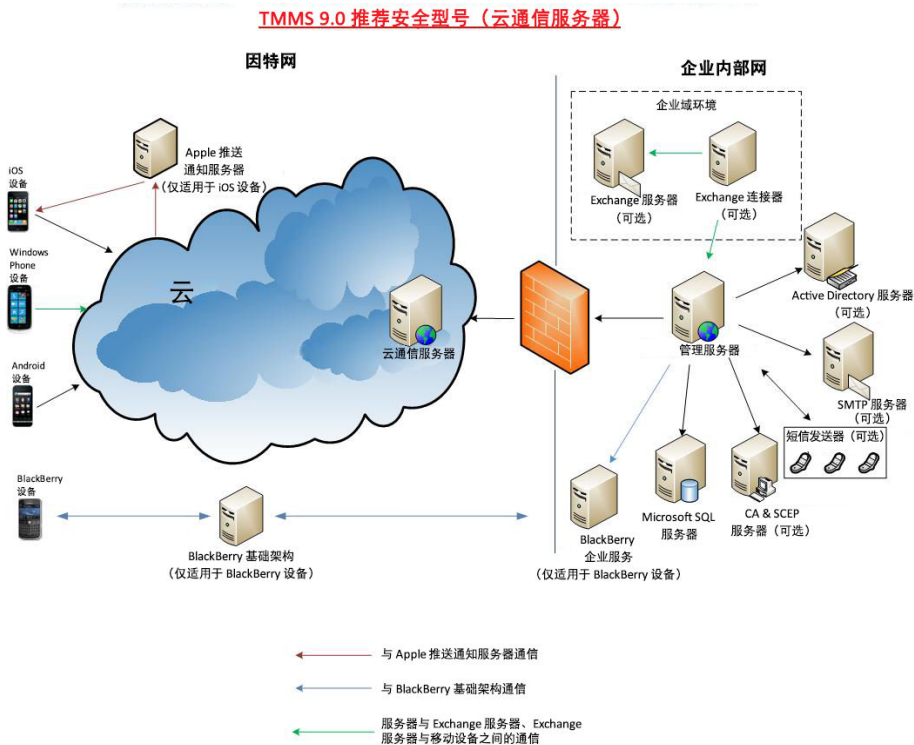 TMMS 9.0 推荐安全型号（云通信服务器）
因特网
企业内部网
企业域环境
Apple 推送
通知服务器
（仅适用于 iOS 设备）
iOS
设备
Exchange 服务器
（可选）
Exchange 连接器
（可选）
Windows
Phone
设备
云
Active Directory 服务器
（可选）
云通信服务器
管理服务器
Android
设备
SMTP 服务器
（可选）
短信发送器（可选）
BlackBerry
设备
BlackBerry 基础架构
（仅适用于 BlackBerry 设备）
BlackBerry
企业服务
（仅适用于 BlackBerry 设备）
Microsoft SQL
服务器
CA & SCEP
服务器（可选）
与 Apple 推送通知服务器通信
与 BlackBerry 基础架构通信
服务器与 Exchange 服务器、Exchange
服务器与移动设备之间的通信